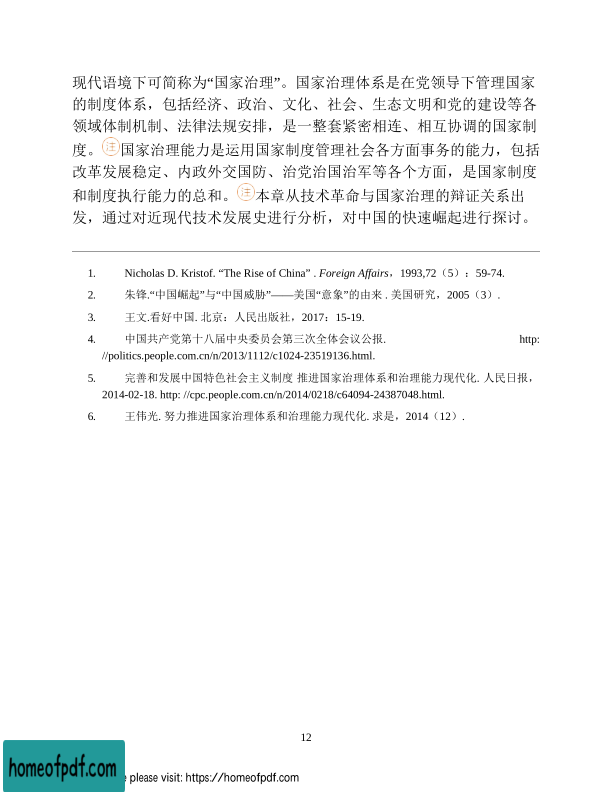 现代语境下可简称为“国家治理”。国家治理体系是在党领导下管理国家
的制度体系，包括经济、政治、文化、社会、生态文明和党的建设等各
领域体制机制、法律法规安排，是一整套紧密相连、相互协调的国家制
度。注国家治理能力是运用国家制度管理社会各方面事务的能力，包括
改革发展稳定、内政外交国防、治党治国治军等各个方面，是国家制度
和制度执行能力的总和。注本章从技术革命与国家治理的辩证关系出
发，通过对近现代技术发展史进行分析，对中国的快速崛起进行探讨。
1. Nicholas D. Kristof. “The Rise of China” . Foreign Affairs，1993,72（5）：59-74.
2. 朱锋.“中国崛起”与“中国威胁”——美国“意象”的由来 . 美国研究，2005（3）.
3. 王文.看好中国. 北京：人民出版社，2017：15-19.
4. 中国共产党第十八届中央委员会第三次全体会议公报. http:
//politics.people.com.cn/n/2013/1112/c1024-23519136.html.
5. 完善和发展中国特色社会主义制度 推进国家治理体系和治理能力现代化. 人民日报，
2014-02-18. http: //cpc.people.com.cn/n/2014/0218/c64094-24387048.html.
6. 王伟光. 努力推进国家治理体系和治理能力现代化. 求是，2014（12）.
12
homeofpdf.com
please visit: https://homeofpdf.com